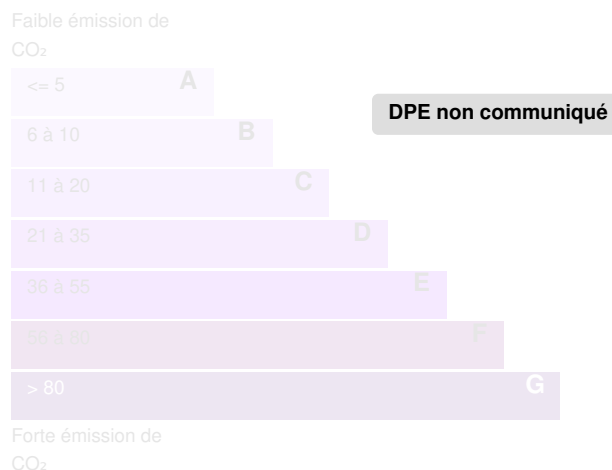 Faible émission de
CO₂
<= 5 A
DPE non communiqué
6 à 10 B
11 à 20 C
21 à 35 D
36 à 55 E
56 à 80 F
> 80 G
Forte émission de
CO₂